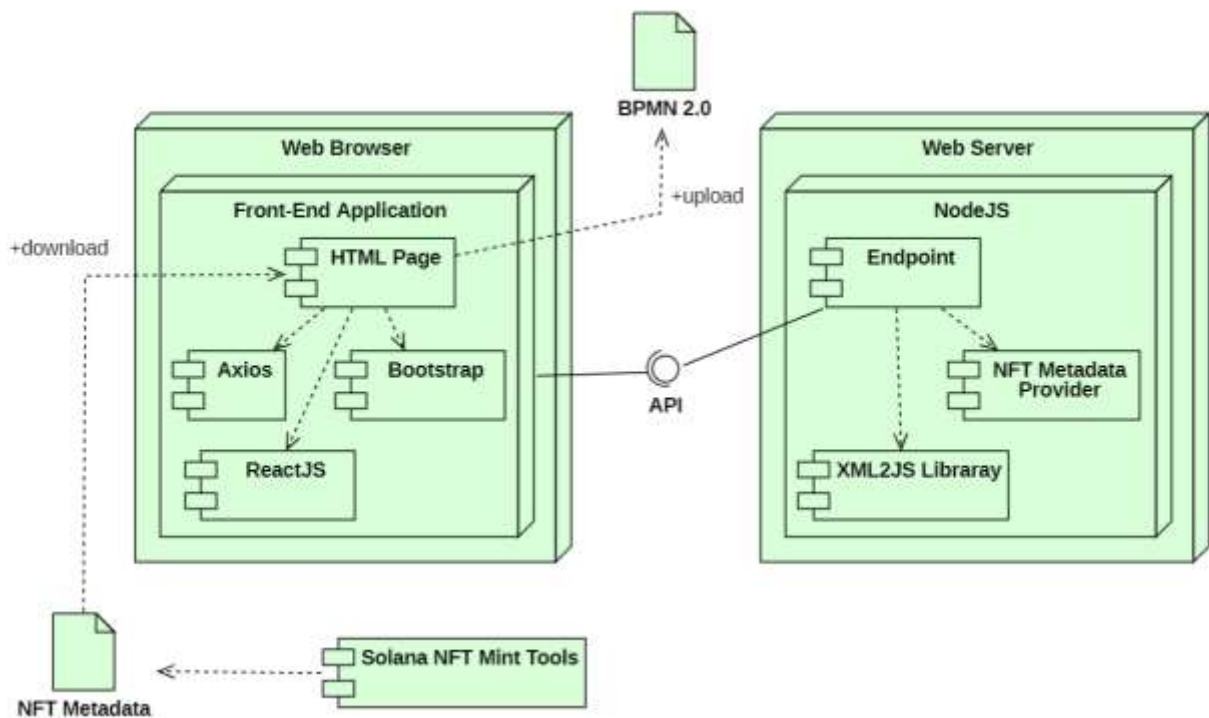 BPMN 2.0
Web Browser
Web Server
+upload
Front-End Application
NodeJS
+download
HTML Page
Endpoint
Axios
Bootstrap
NFT Metadata
Provider
API
ReactJS
XML2JS Libraray
Solana NFT Mint Tools
NFT Metadata